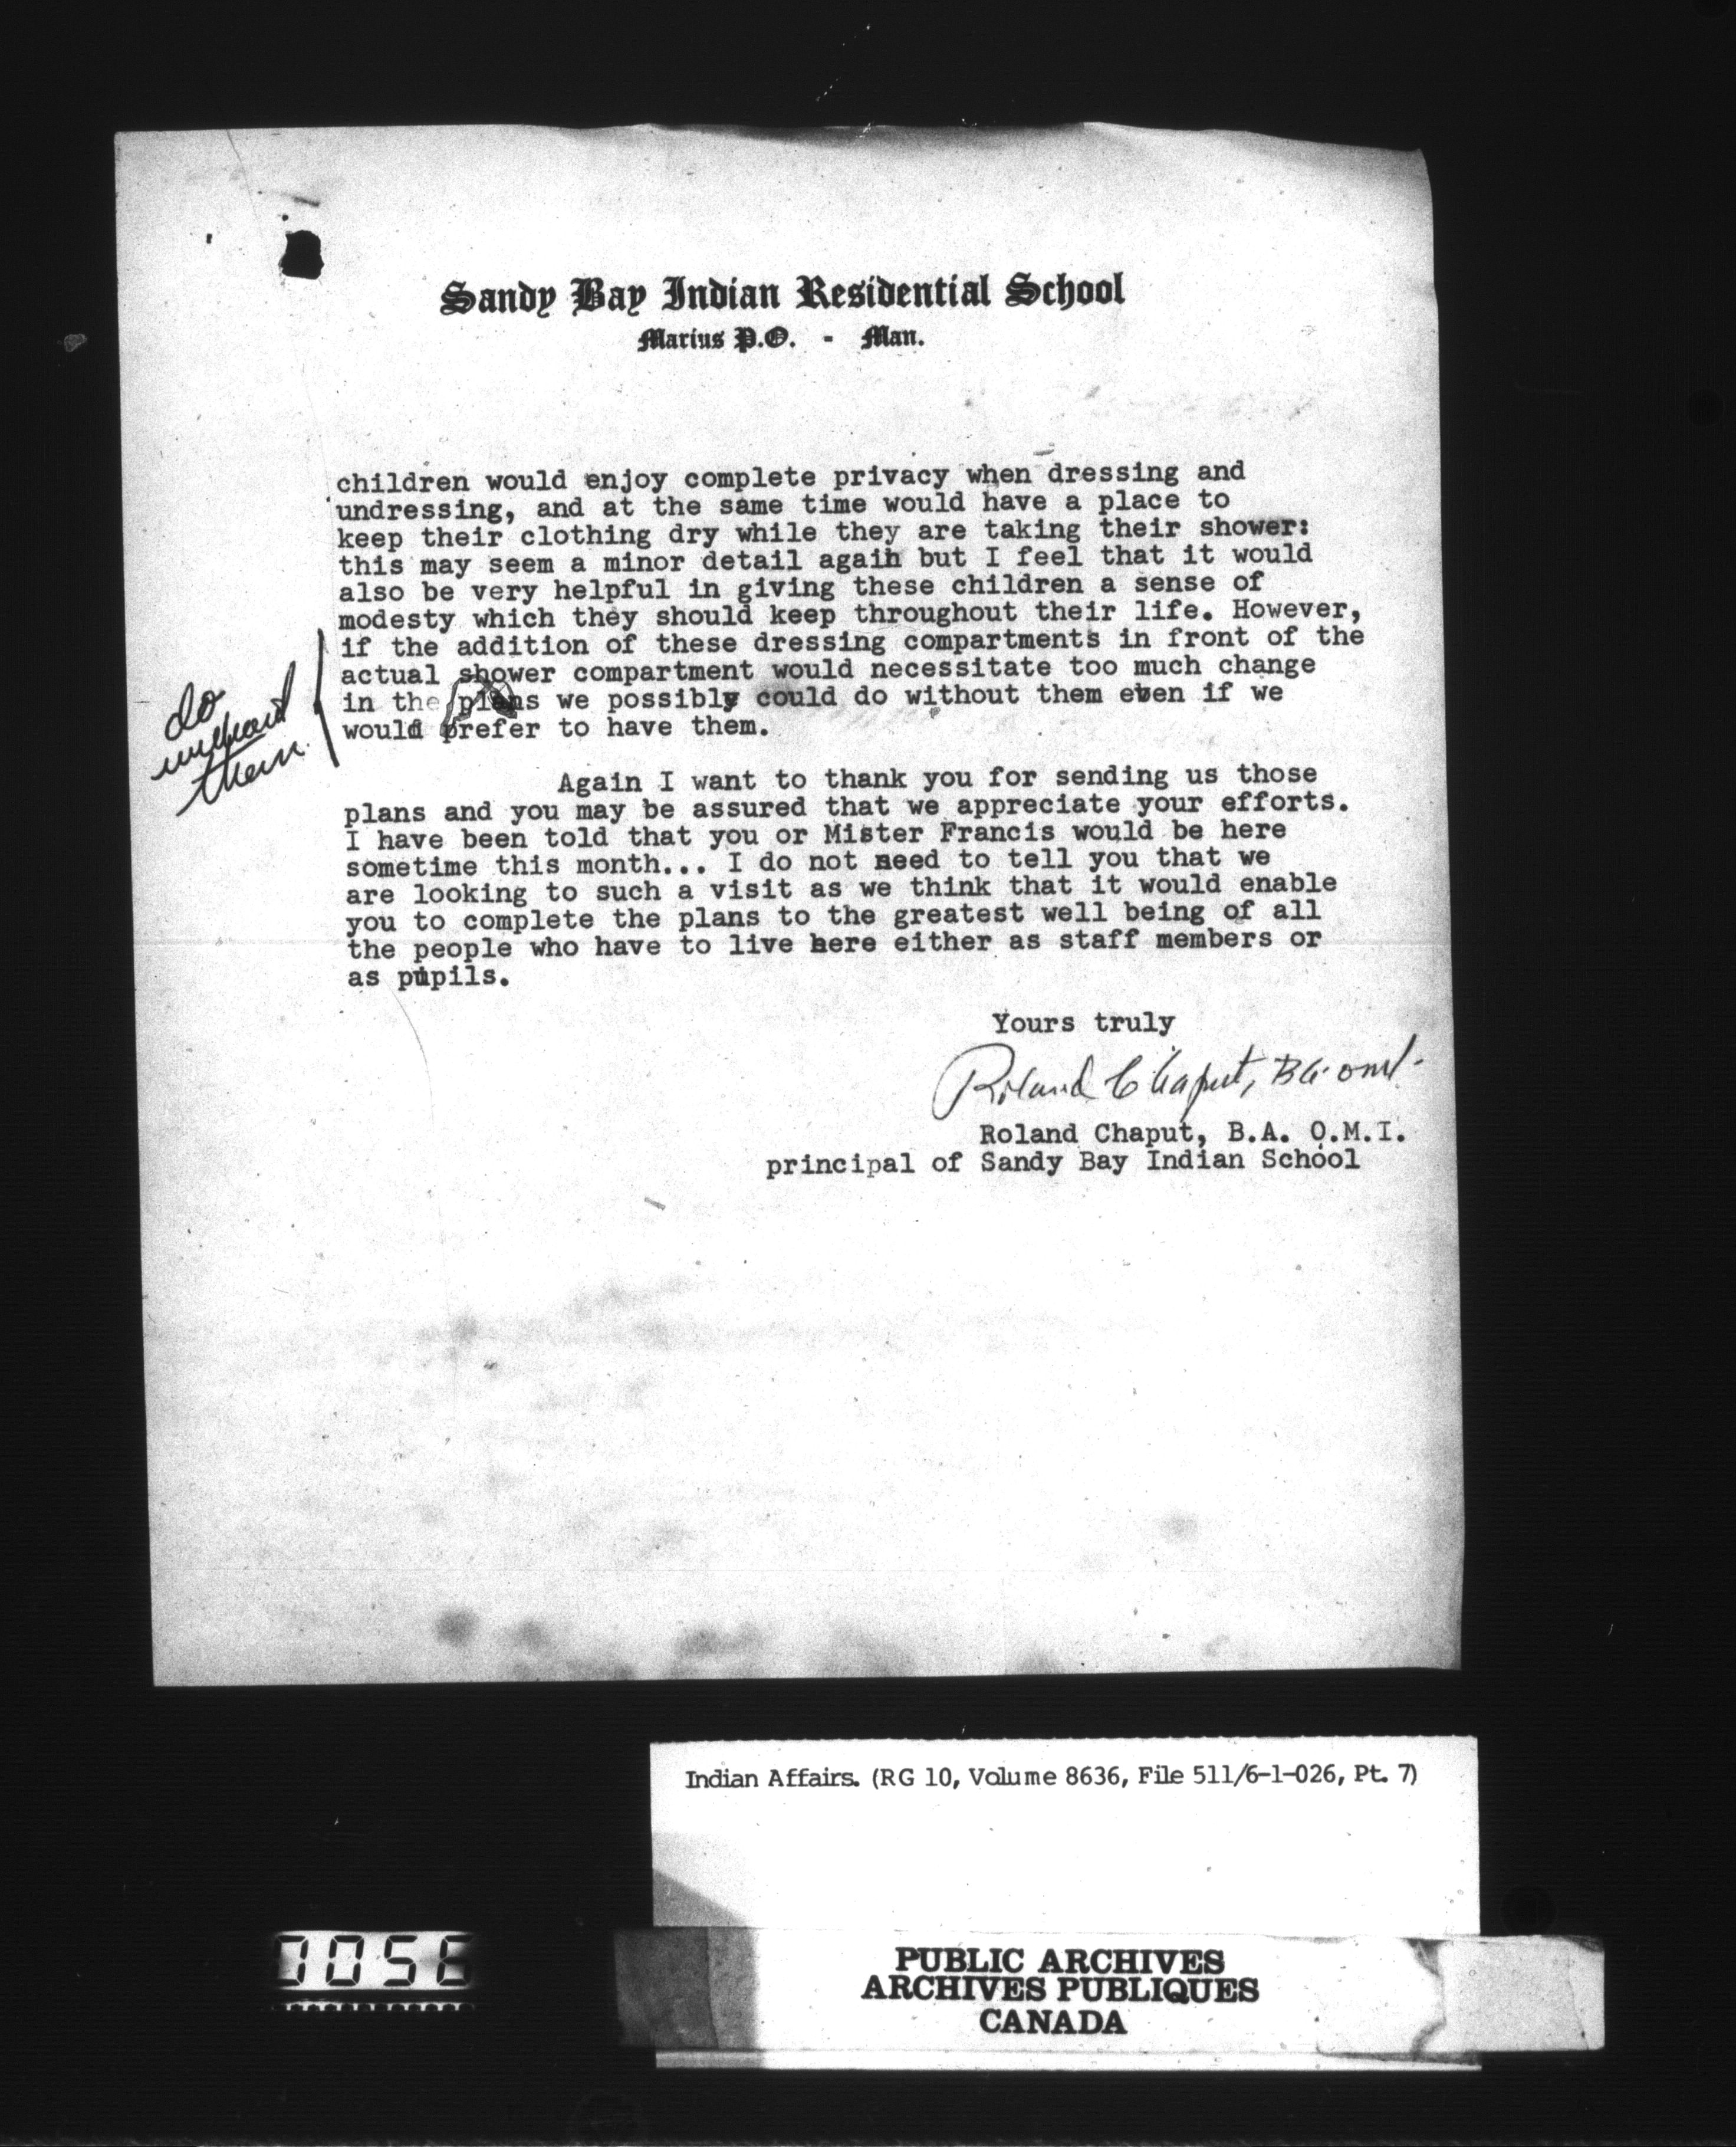 Sandy Bay Indian Residential School
Marius P.O. - Man.
children would enjoy complete privacy when dressing and
undressing, and at the same time would have a place to
keep their clothing dry while they are taking their shower:
this may seem a minor detail again but I feel that it would
also be very helpful in giving these children a sense of
modesty which they should keep throughout their life. However,
if the addition of these dressing compartments in front of the
actual shower compartment would necessitate too much change
in the plans we possibly could do without them even if we
would prefer to have them.
do
without
them.
Again I want to thank you for sending us those
plans and you may be assured that we appreciate your efforts.
I have been told that you or Mister Francis would be here
sometime this month... I do not need to tell you that we
are looking to such a visit as we think that it would enable
you to complete the plans to the greatest well being of all
the people who have to live here either as staff members or
as pupils.
Yours truly
Roland Chaput, BA. omI.
Roland Chaput, B.A. O.M.I.
principal of Sandy Bay Indian School
Indian Affairs. (RG 10, Volume 8636, File 511/6-1-026, Pt. 7)
PUBLIC ARCHIVES
ARCHIVES PUBLIQUES
CANADA